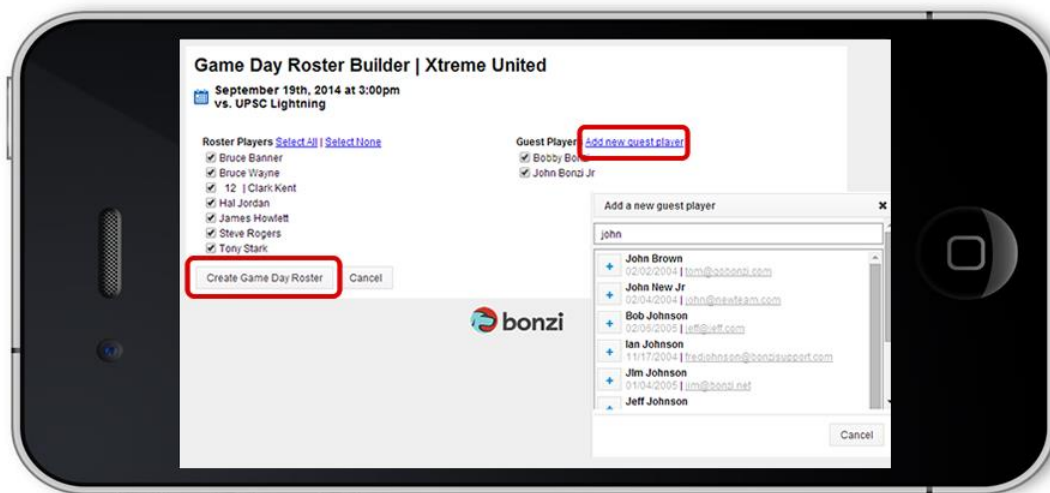 Game Day Roster Builder | Xtreme United
September 19th, 2014 at 3:00pm
vs. UPSC Lightning
Roster Players Select All | Select None
Bruce Banner
Bruce Wayne
12 | Clark Kent
Hal Jordan
James Howlett
Steve Rogers
Tony Stark
Create Game Day Roster Cancel
Guest Players Add new guest player
Bobby Bonzi
John Bonzi Jr
Add a new guest player
john
John Brown
02/02/2004 | tom@gobonzi.com
John New Jr
02/04/2004 | john@newteam.com
Bob Johnson
02/06/2005 | jeff@jeff.com
Ian Johnson
11/17/2004 | fredjohnson@bonzisupport.com
Jim Johnson
01/04/2005 | jim@bonzi.net
Jeff Johnson
Cancel
bonzi